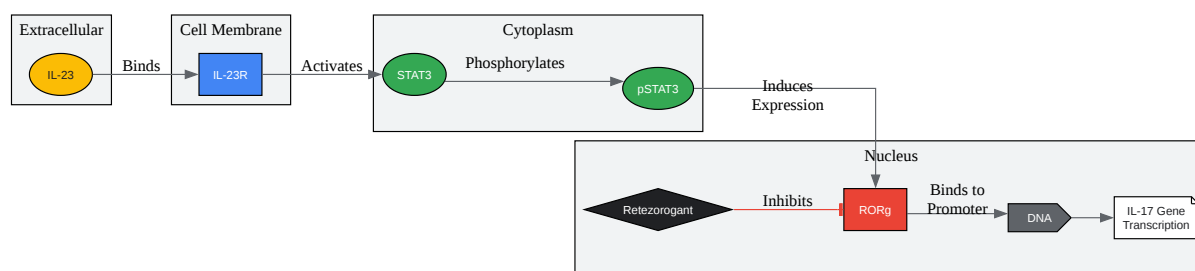 Extracellular
Cell Membrane
Cytoplasm
IL-23
Binds
IL-23R
Activates
STAT3
Phosphorylates
pSTAT3
Induces
Expression
Nucleus
Retezorogant
Inhibits
RORg
Binds to
Promoter
DNA
IL-17 Gene
Transcription